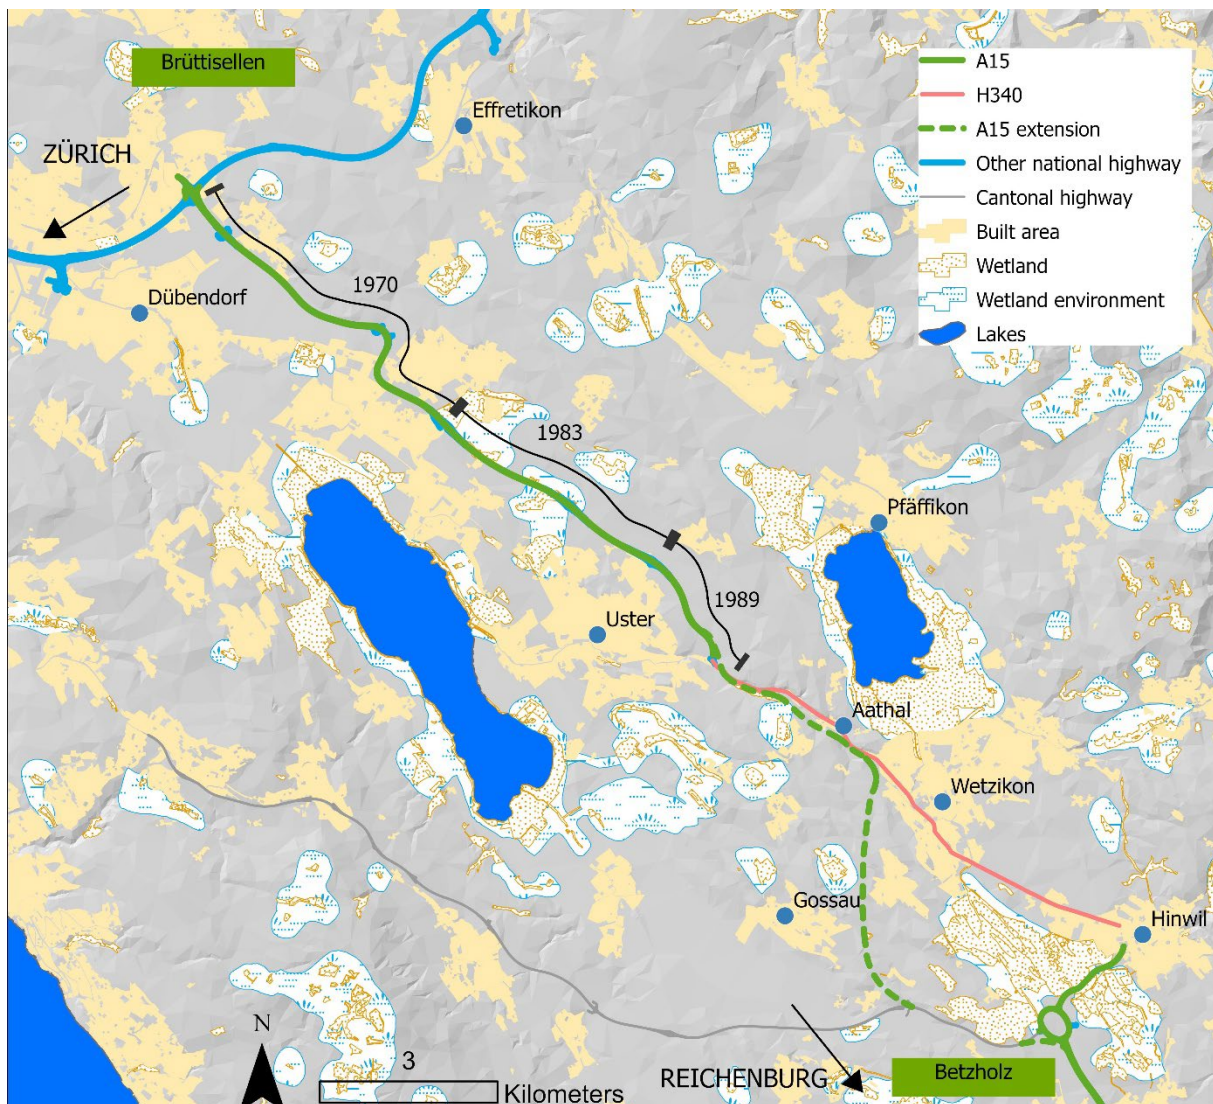 Brüttisellen
Effretikon
ZÜRICH
A15
H340
A15 extension
Other national highway
Cantonal highway
Built area
Wetland
Wetland environment
Lakes
Dübendorf
1970
1983
Pfäffikon
1989
Uster
Aathal
Wetzikon
Gossau
Hinwil
N
3
Kilometers
REICHENBURG
Betzholz